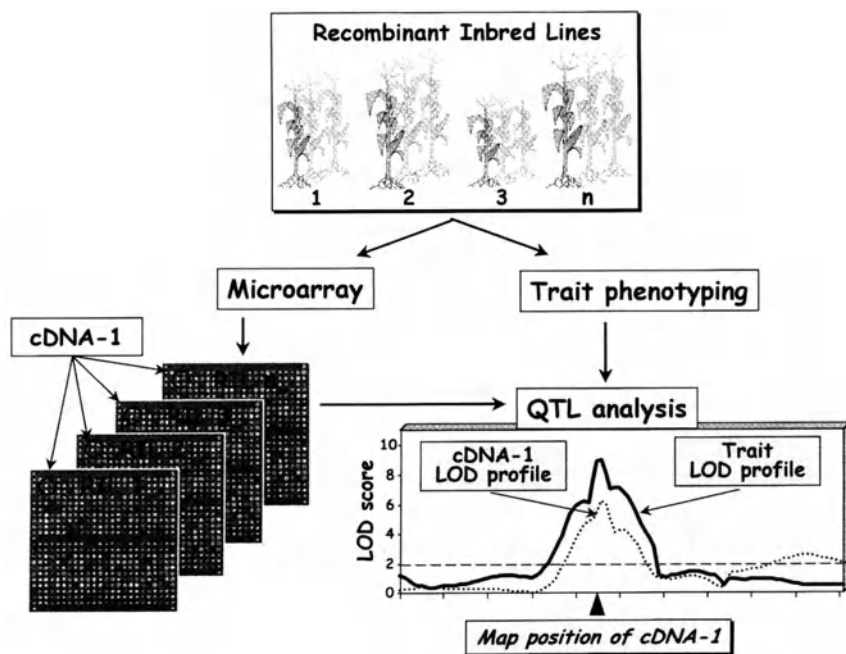 Recombinant Inbred Lines
1 2 3 n
Microarray
Trait phenotyping
cDNA-1
QTL analysis
cDNA-1
LOD profile
Trait
LOD profile
LOD score
10
8
6
4
2
0
Map position of cDNA-1